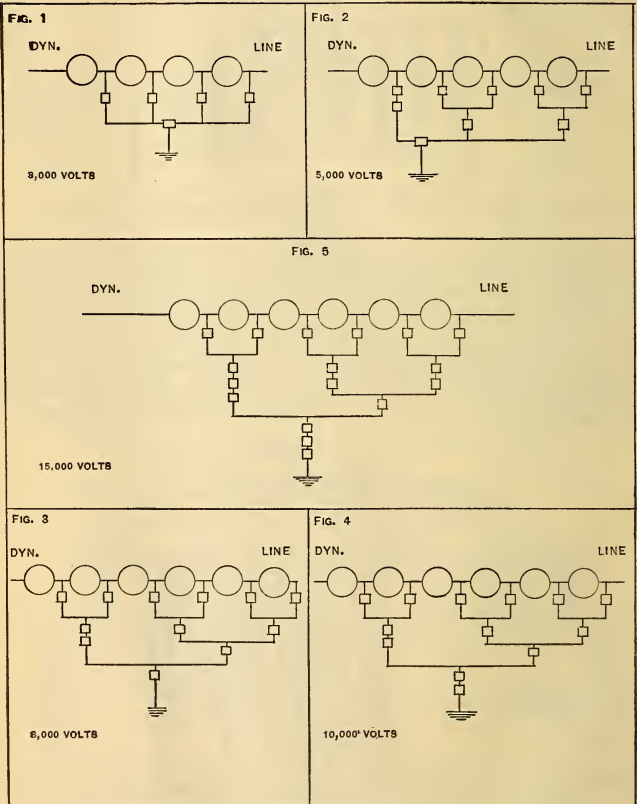 FIG. 1
DYN. LINE
3,000 VOLTS
FIG. 2
DYN. LINE
5,000 VOLTS
FIG. 5
DYN. LINE
15,000 VOLTS
FIG. 3
DYN. LINE
8,000 VOLTS
FIG. 4
DYN. LINE
10,000 VOLTS